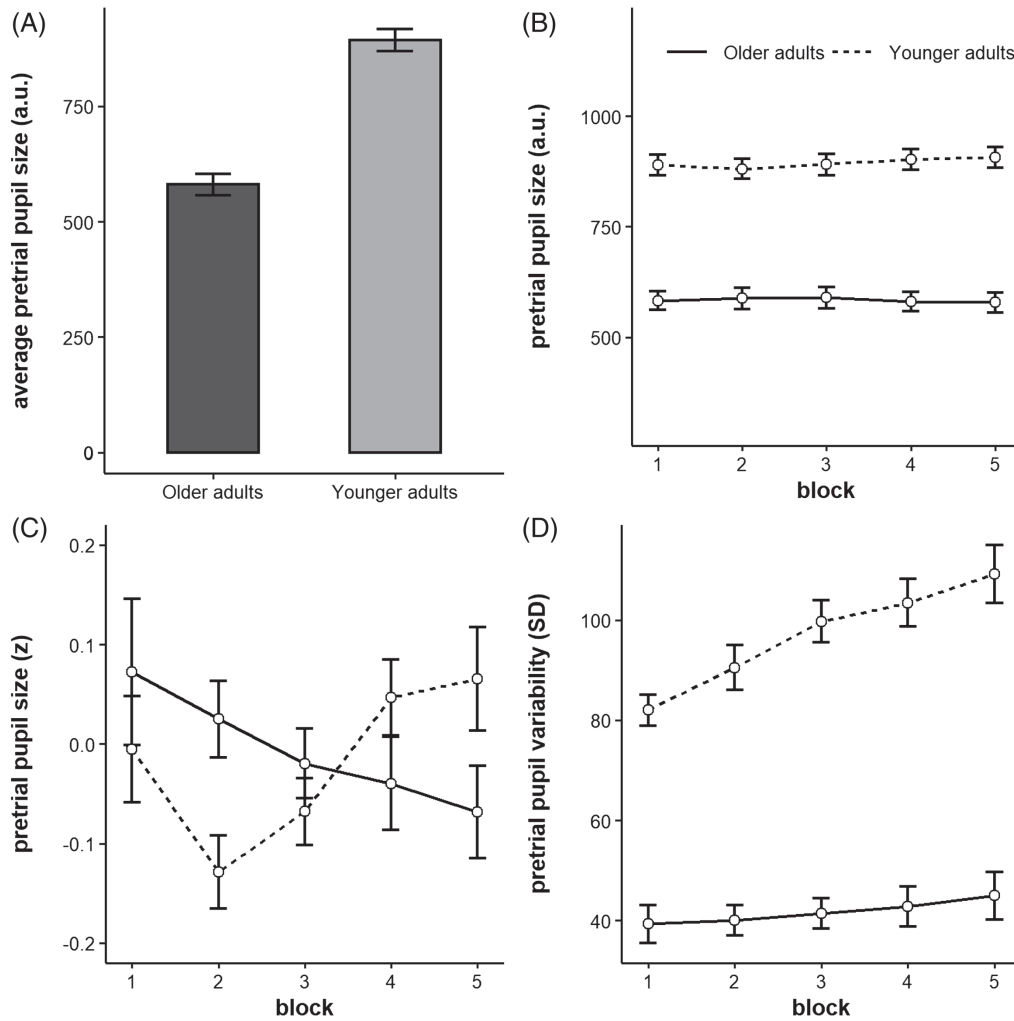 (A)
average pretrial pupil size (a.u.)
750
500
250
0
Older adults Younger adults
(B)
Older adults Younger adults
pretrial pupil size (a.u.)
1000
750
500
1 2 3 4 5
block
(C)
pretrial pupil size (z)
0.2
0.1
0.0
-0.1
-0.2
1 2 3 4 5
block
(D)
pretrial pupil variability (SD)
100
80
60
40
1 2 3 4 5
block